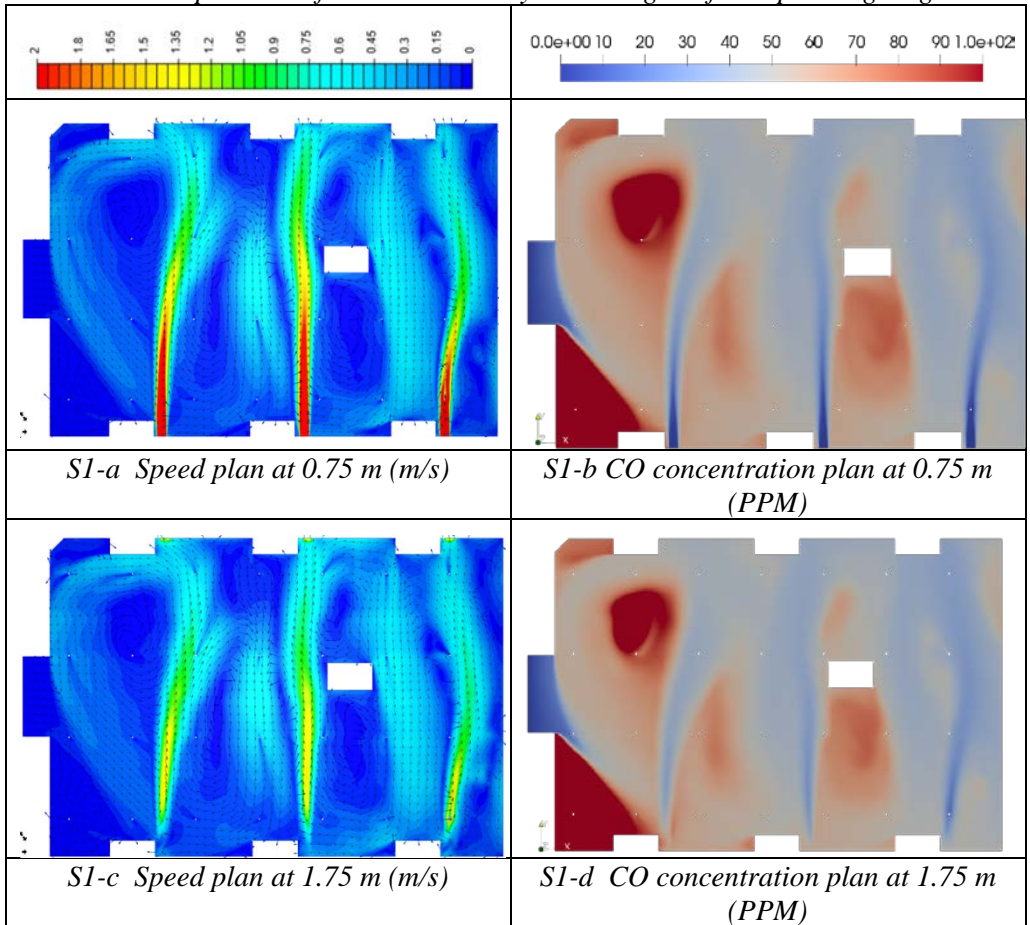 2 1.8 1.65 1.5 1.35 1.2 1.05 0.9 0.75 0.6 0.45 0.3 0.15 0
0.0e+00 10 20 30 40 50 60 70 80 90 1.0e+02
X
S1-a Speed plan at 0.75 m (m/s)
S1-b CO concentration plan at 0.75 m
(PPM)
X
S1-c Speed plan at 1.75 m (m/s)
S1-d CO concentration plan at 1.75 m
(PPM)